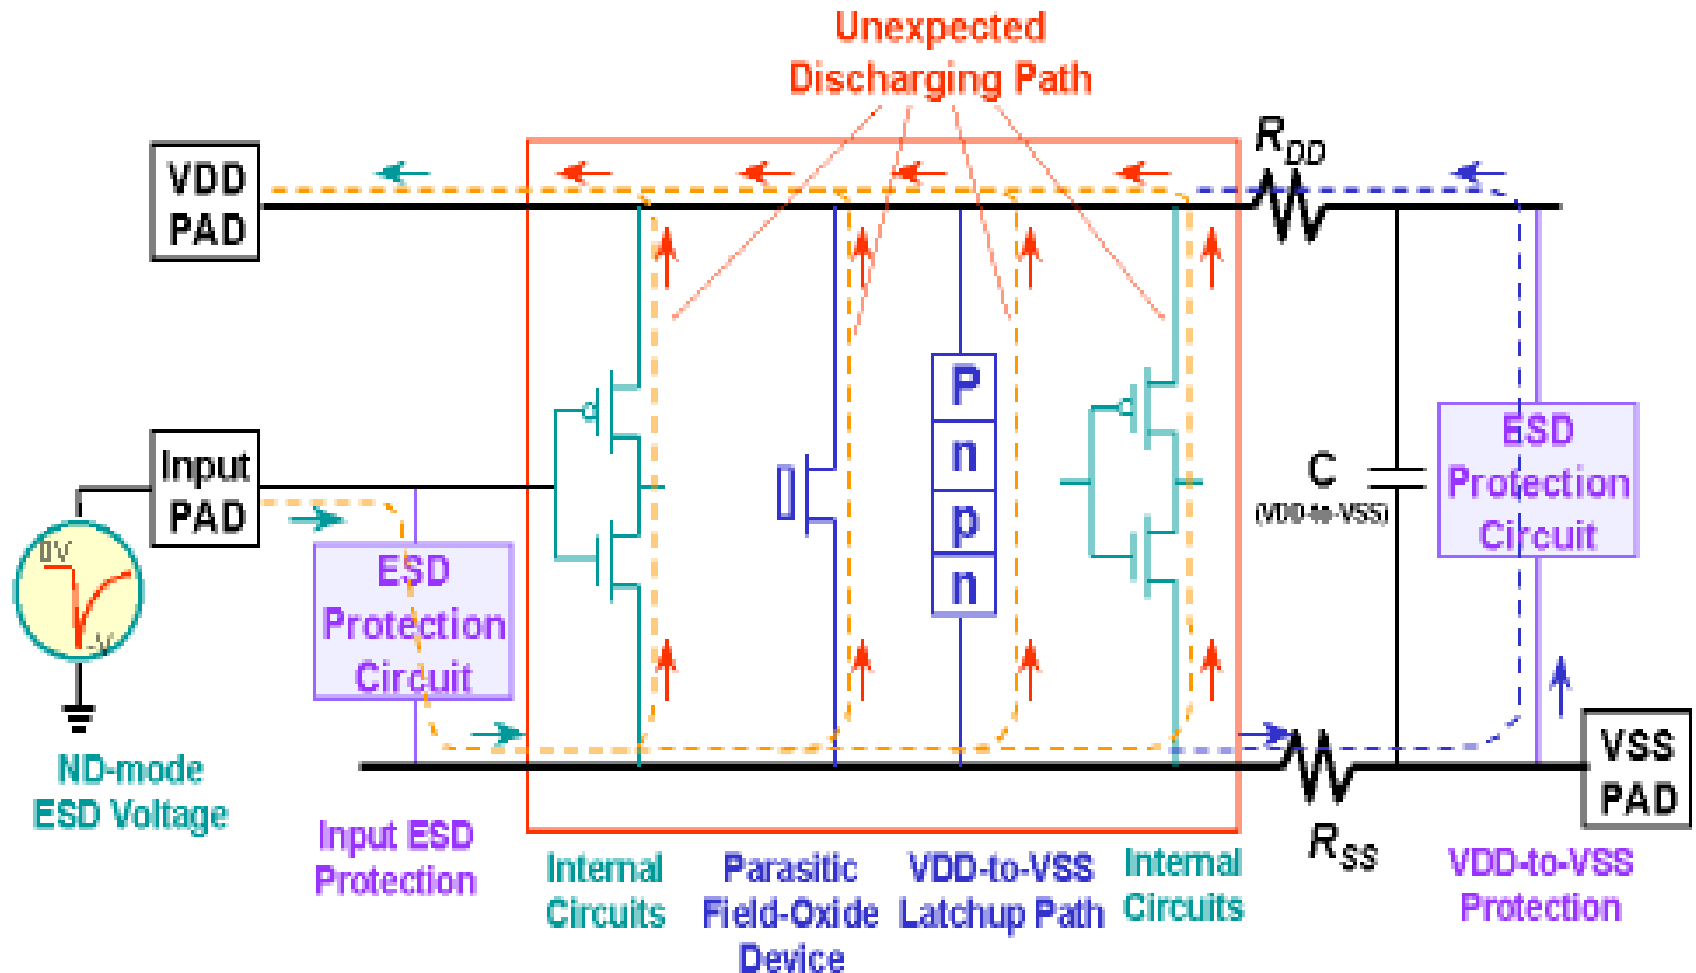 Unexpected
Discharging Path
VDD
PAD
RDD
Input
PAD
0V
-V
ESD
Protection
Circuit
P
n
p
n
C
(VDD-to-VSS)
ESD
Protection
Circuit
VSS
PAD
ND-mode
ESD Voltage
Input ESD
Protection
Internal
Circuits
Parasitic
Field-Oxide
Device
VDD-to-VSS
Latchup Path
Internal
Circuits
RSS
VDD-to-VSS
Protection